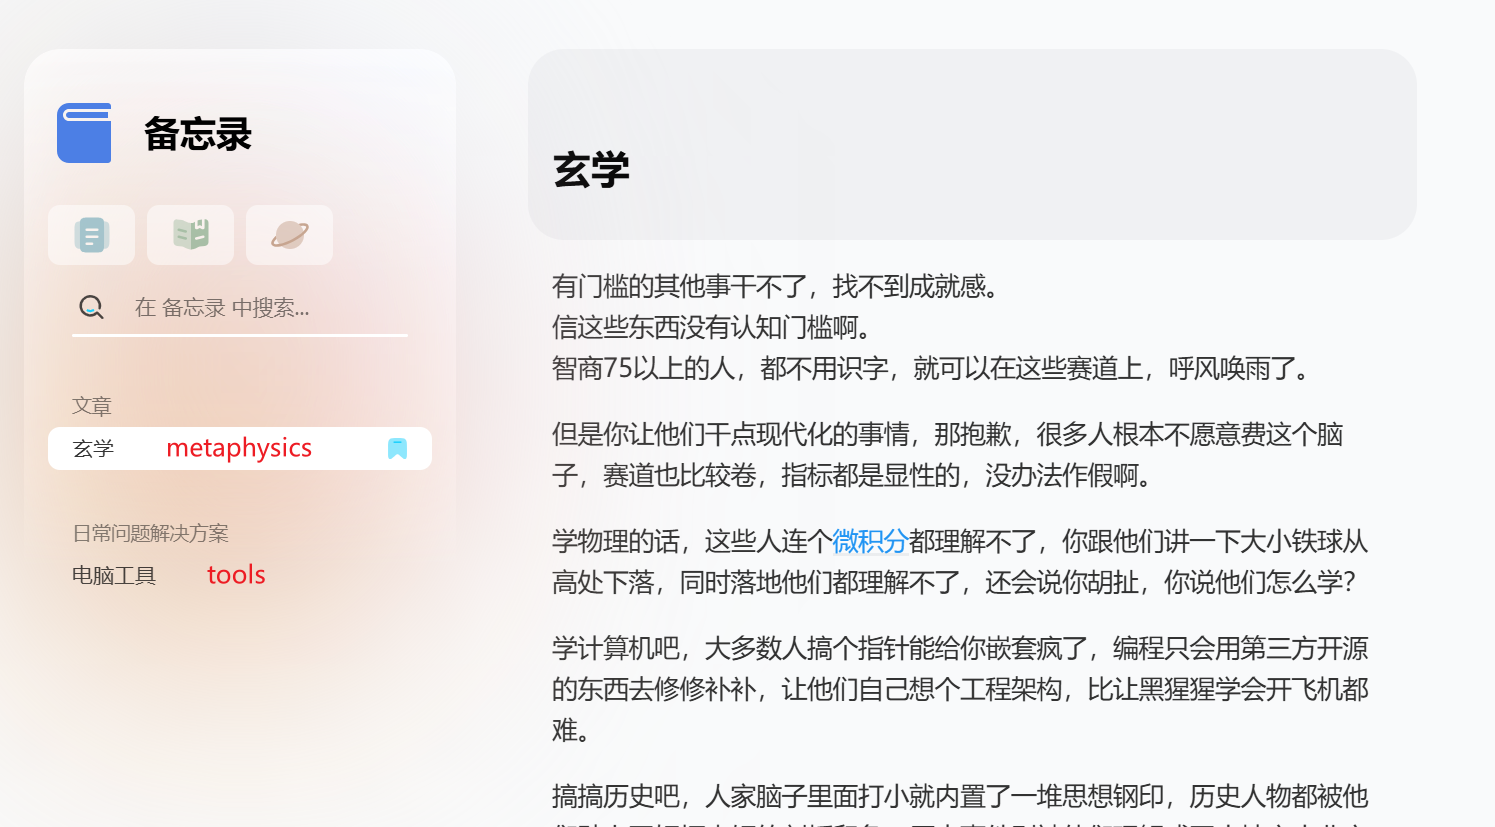 备忘录
在 备忘录 中搜索...
文章
玄学 metaphysics
日常问题解决方案
电脑工具 tools
玄学
有门槛的其他事干不了，找不到成就感。
信这些东西没有认知门槛啊。
智商75以上的人，都不用识字，就可以在这些赛道上，呼风唤雨了。
但是你让他们干点现代化的事情，那抱歉，很多人根本不愿意费这个脑
子，赛道也比较卷，指标都是显性的，没办法作假啊。
学物理的话，这些人连个微积分都理解不了，你跟他们讲一下大小铁球从
高处下落，同时落地他们都理解不了，还会说你胡扯，你说他们怎么学？
学计算机吧，大多数人搞个指针能给你嵌套疯了，编程只会用第三方开源
的东西去修修补补，让他们自己想个工程架构，比让黑猩猩学会开飞机都
难。
搞搞历史吧，人家脑子里面打小就内置了一堆思想钢印，历史人物都被他